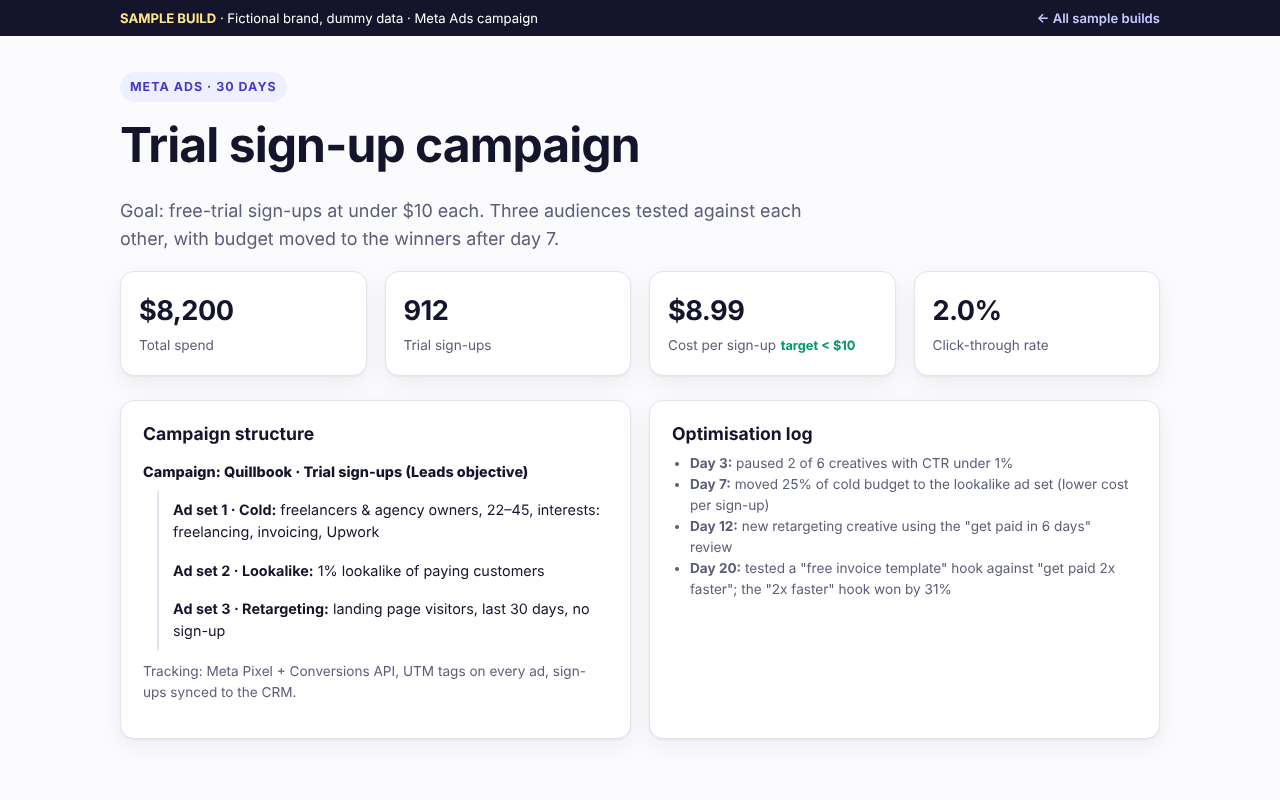 SAMPLE BUILD · Fictional brand, dummy data · Meta Ads campaign
← All sample builds
META ADS · 30 DAYS
Trial sign-up campaign
Goal: free-trial sign-ups at under $10 each. Three audiences tested against each
other, with budget moved to the winners after day 7.
$8,200
Total spend
912
Trial sign-ups
$8.99
Cost per sign-up target < $10
2.0%
Click-through rate
Campaign structure
Campaign: Quillbook · Trial sign-ups (Leads objective)
Ad set 1 · Cold: freelancers & agency owners, 22–45, interests:
freelancing, invoicing, Upwork
Ad set 2 · Lookalike: 1% lookalike of paying customers
Ad set 3 · Retargeting: landing page visitors, last 30 days, no
sign-up
Tracking: Meta Pixel + Conversions API, UTM tags on every ad, sign-
ups synced to the CRM.
Optimisation log
• Day 3: paused 2 of 6 creatives with CTR under 1%
• Day 7: moved 25% of cold budget to the lookalike ad set (lower cost
per sign-up)
• Day 12: new retargeting creative using the "get paid in 6 days"
review
• Day 20: tested a "free invoice template" hook against "get paid 2x
faster"; the "2x faster" hook won by 31%